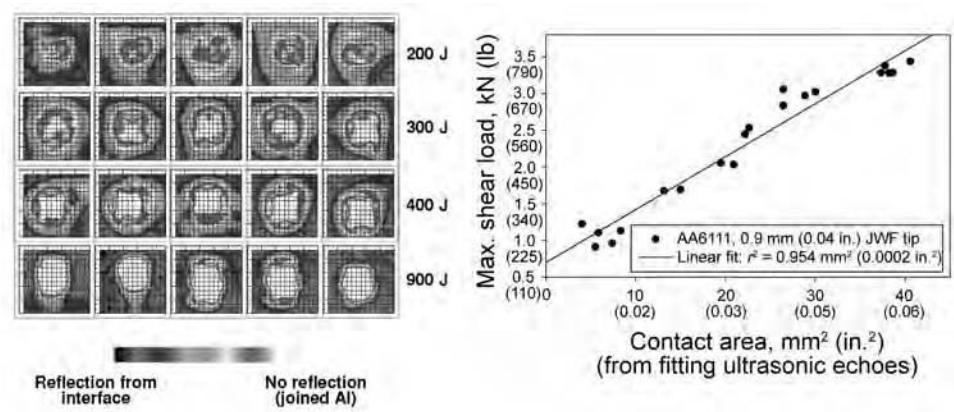 200 J
300 J
400 J
900 J
Reflection from
interface
No reflection
(joined Al)
Max. shear load, kN (lb)
3.5
(790)
3.0
(670)
2.5
(560)
2.0
(450)
1.5
(340)
1.0
(225)
0.5
(110)
AA6111, 0.9 mm (0.04 in.) JWF tip
Linear fit: r² = 0.954 mm² (0.0002 in.²)
0
10
(0.02)
20
(0.03)
30
(0.05)
40
(0.06)
Contact area, mm² (in.²)
(from fitting ultrasonic echoes)